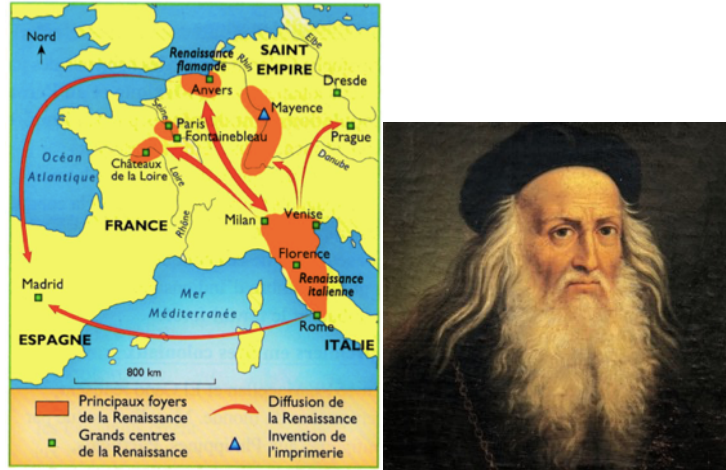 Nord
Renaissance
flamande
SAINT
EMPIRE
Elbe
Rhin
Anvers
Dresde
Mayence
Seine
Paris
Fontainebleau
Prague
Océan
Atlantique
Châteaux
de la Loire
Loire
Danube
FRANCE
Rhône
Milan
Venise
Florence
Renaissance
italienne
Madrid
Mer
Méditerranée
Rome
ESPAGNE
ITALIE
800 km
Principaux foyers
de la Renaissance
Diffusion de
la Renaissance
Grands centres
de la Renaissance
Invention de
l'imprimerie